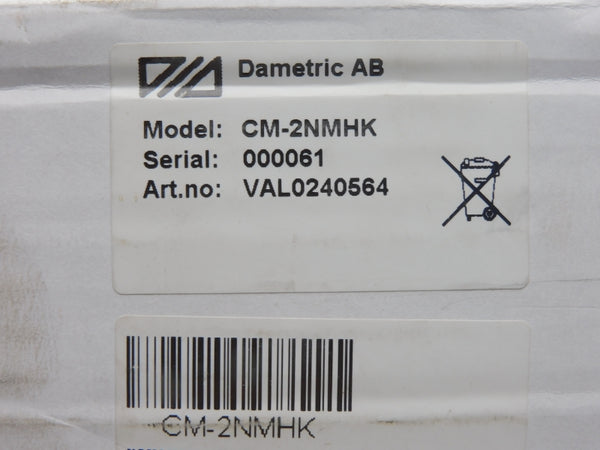 Dametric AB
Model: CM-2NMHK
Serial: 000061
Art.no: VAL0240564
CM-2NMHK